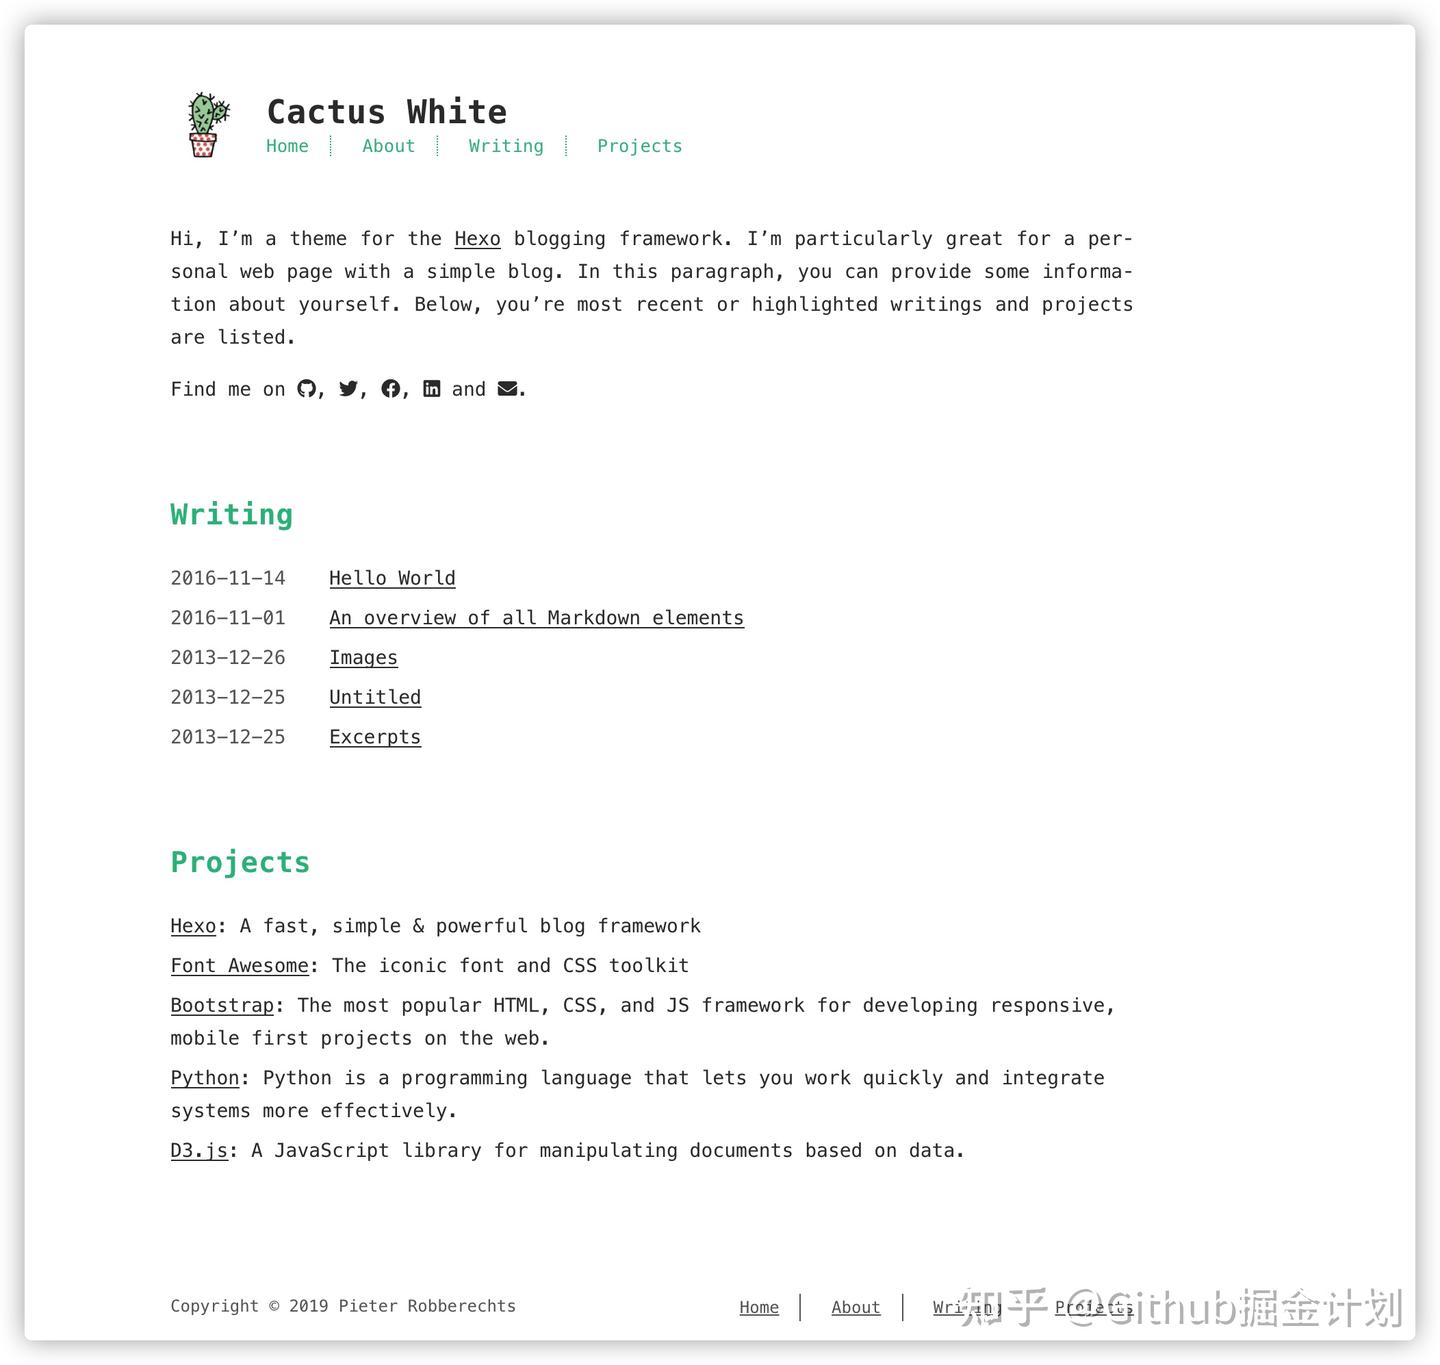 Cactus White
Home About Writing Projects
Hi, I’m a theme for the Hexo blogging framework. I’m particularly great for a per-
sonal web page with a simple blog. In this paragraph, you can provide some informa-
tion about yourself. Below, you’re most recent or highlighted writings and projects
are listed.
Find me on , , , in and .
Writing
2016-11-14 Hello World
2016-11-01 An overview of all Markdown elements
2013-12-26 Images
2013-12-25 Untitled
2013-12-25 Excerpts
Projects
Hexo: A fast, simple & powerful blog framework
Font Awesome: The iconic font and CSS toolkit
Bootstrap: The most popular HTML, CSS, and JS framework for developing responsive,
mobile first projects on the web.
Python: Python is a programming language that lets you work quickly and integrate
systems more effectively.
D3.js: A JavaScript library for manipulating documents based on data.
Copyright © 2019 Pieter Robberechts
Home About Writing Projects
知乎 @Github掘金计划